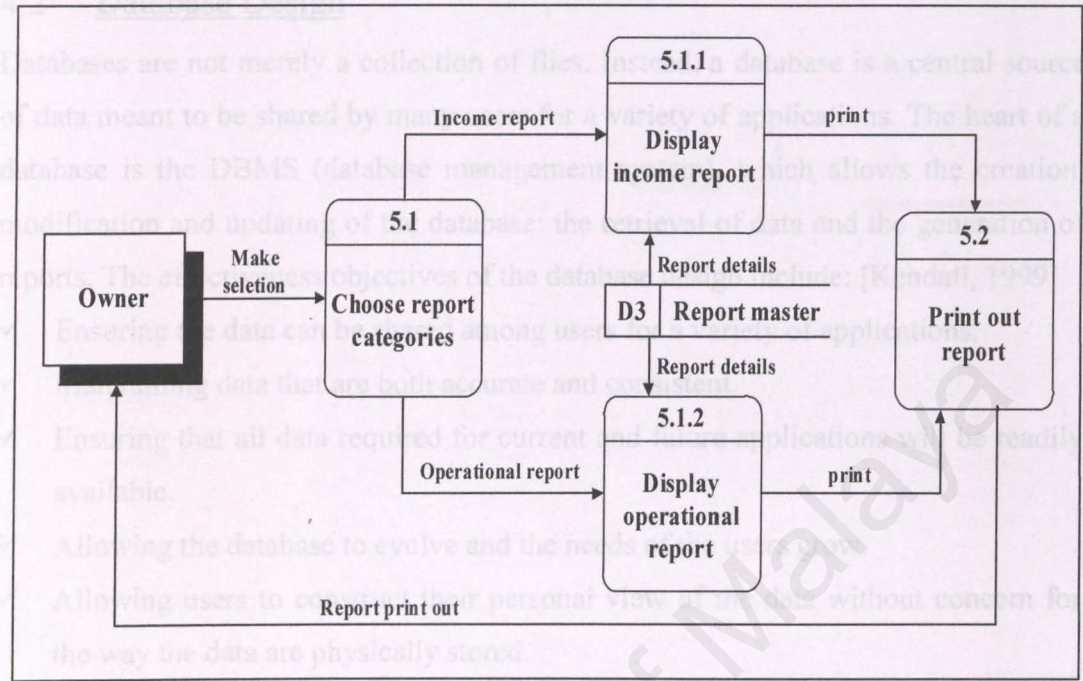 4.2 Database Design
Databases are not merely a collection of flies. Instead a database is a central source
of data meant to be shared by many users for a variety of applications. The heart of a
database is the DBMS (database management system), which allows the creation,
modification and updating of the database: the retrieval of data and the generation of
reports. The effectiveness objectives of the database design include: [Kendall, 1999]
Ensuring the data can be shared among users for a variety of applications.
Maintaining data that are both accurate and consistent.
Ensuring that all data required for current and future applications will be readily
available.
Allowing the database to evolve and the needs of the users grow
Allowing users to construct their personal view of the data without concern for
the way the data are physically stored
Owner
Make
selection
5.1
Choose report
categories
Income report
5.1.1
Display
income report
print
Report details
D3 Report master
Report details
Operational report
5.1.2
Display
operational
report
print
5.2
Print out
report
Report print out
of Malaya